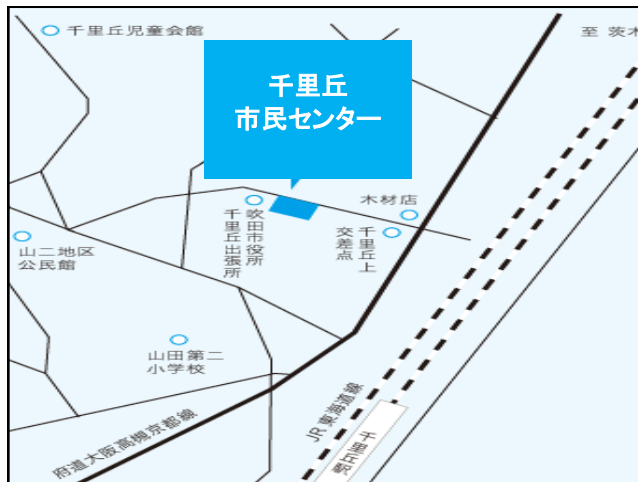 千里丘児童会館
至 茨木
千里丘
市民センター
木材店
吹田市役所
千里丘出張所
千里丘上
交差点
山二地区
公民館
山田第二
小学校
JR東海道線
千里丘駅
府道大阪高槻京都線